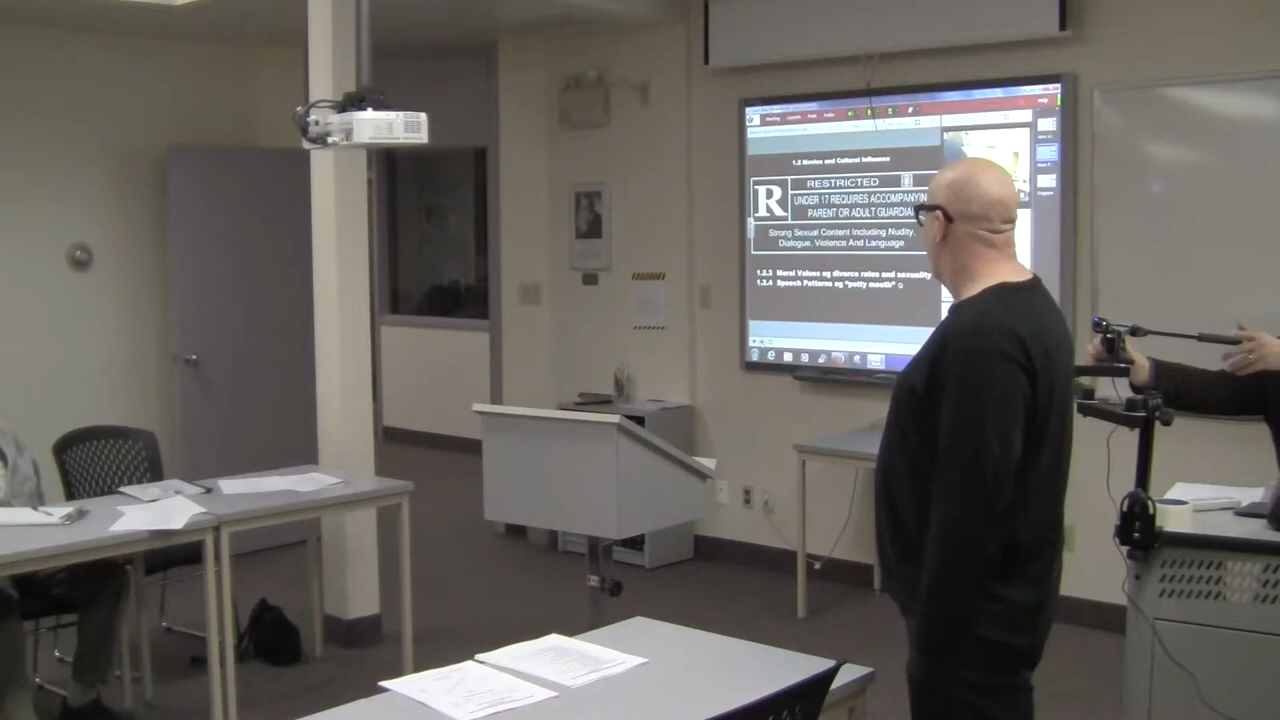 Meeting
Help
1.2 Movies and Cultural Influence
R
RESTRICTED
UNDER 17 REQUIRES ACCOMPANYIN
PARENT OR ADULT GUARDIA
Strong Sexual Content Including Nudity,
Dialogue, Violence And Language
1.2.3 Moral Values eg divorce rates and sexuality
1.2.4 Speech Patterns eg "potty mouth" ☺